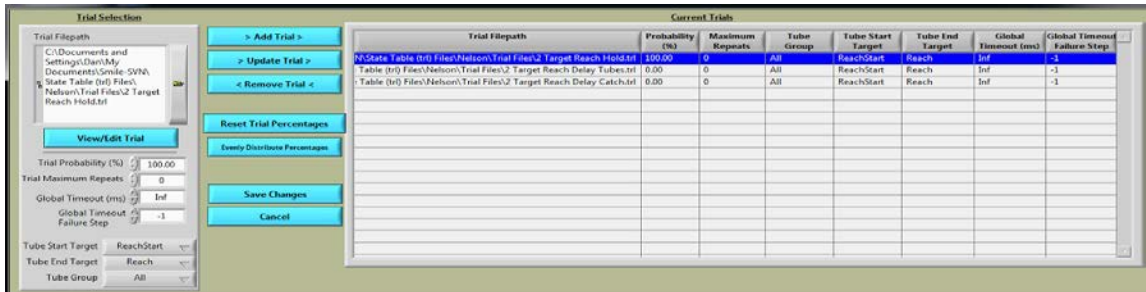 Trial Selection
Trial Filepath
C:\Documents and
Settings\Dan\My
Documents\Smile-SVN\
State Table (trl) Files\
Nelson\Trial Files\2 Target
Reach Hold.trl
View/Edit Trial
Trial Probability (%) 100.00
Trial Maximum Repeats 0
Global Timeout (ms) Inf
Global Timeout
Failure Step -1
Tube Start Target ReachStart
Tube End Target Reach
Tube Group All
> Add Trial >
> Update Trial >
< Remove Trial <
Reset Trial Percentages
Evenly Distribute Percentages
Save Changes
Cancel
Current Trials
Trial Filepath Probability (%) Maximum Repeats Tube Group Tube Start Target Tube End Target Global Timeout (ms) Global Timeout Failure Step
N\State Table (trl) Files\Nelson\Trial Files\2 Target Reach Hold.trl 100.00 0 All ReachStart Reach Inf -1
Table (trl) Files\Nelson\Trial Files\2 Target Reach Delay Tubes.trl 0.00 0 All ReachStart Reach Inf -1
Table (trl) Files\Nelson\Trial Files\2 Target Reach Delay Catch.trl 0.00 0 All ReachStart Reach Inf -1